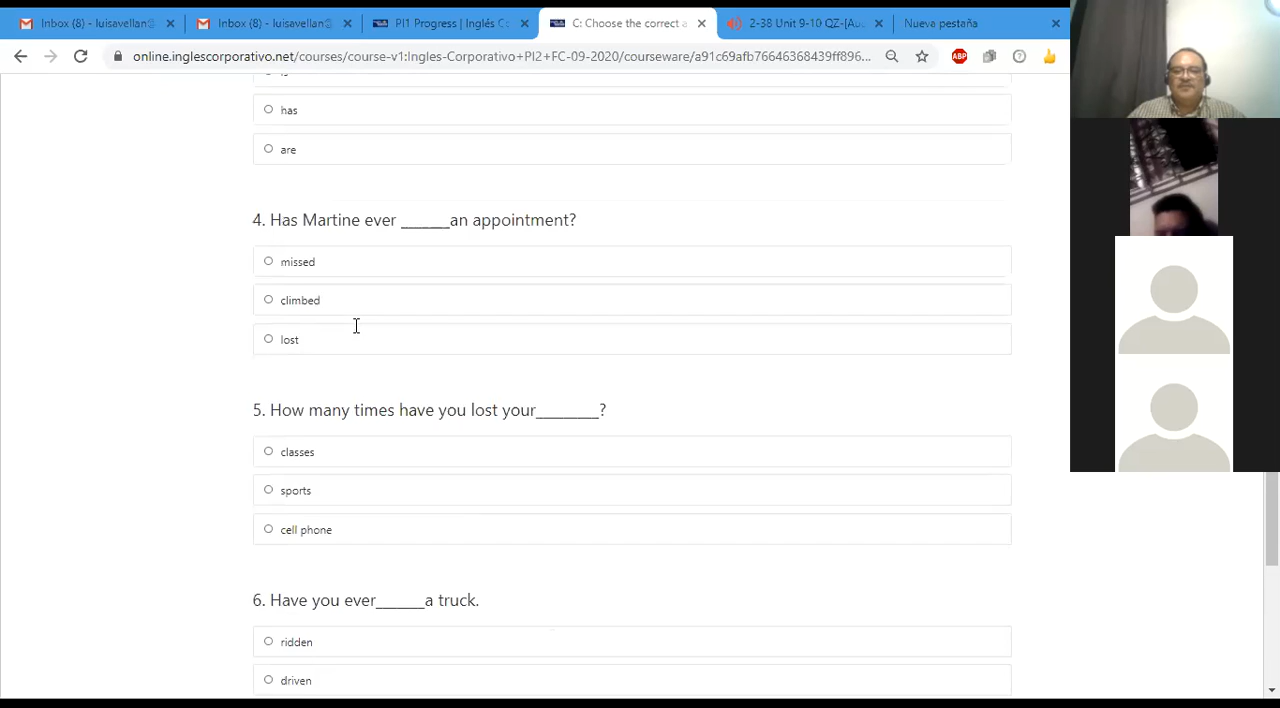 Inbox (8) - luisavellan@
Inbox (8) - luisavellan@
PI1 Progress | Inglés Co
C: Choose the correct a
2-38 Unit 9-10 QZ-[Aud
Nueva pestaña
online.inglescorporativo.net/courses/course-v1:Ingles-Corporativo+PI2+FC-09-2020/courseware/a91c69afb76646368439ff896...
ABP
has
are
4. Has Martine ever ______an appointment?
missed
climbed
lost
5. How many times have you lost your________?
classes
sports
cell phone
6. Have you ever______a truck.
ridden
driven